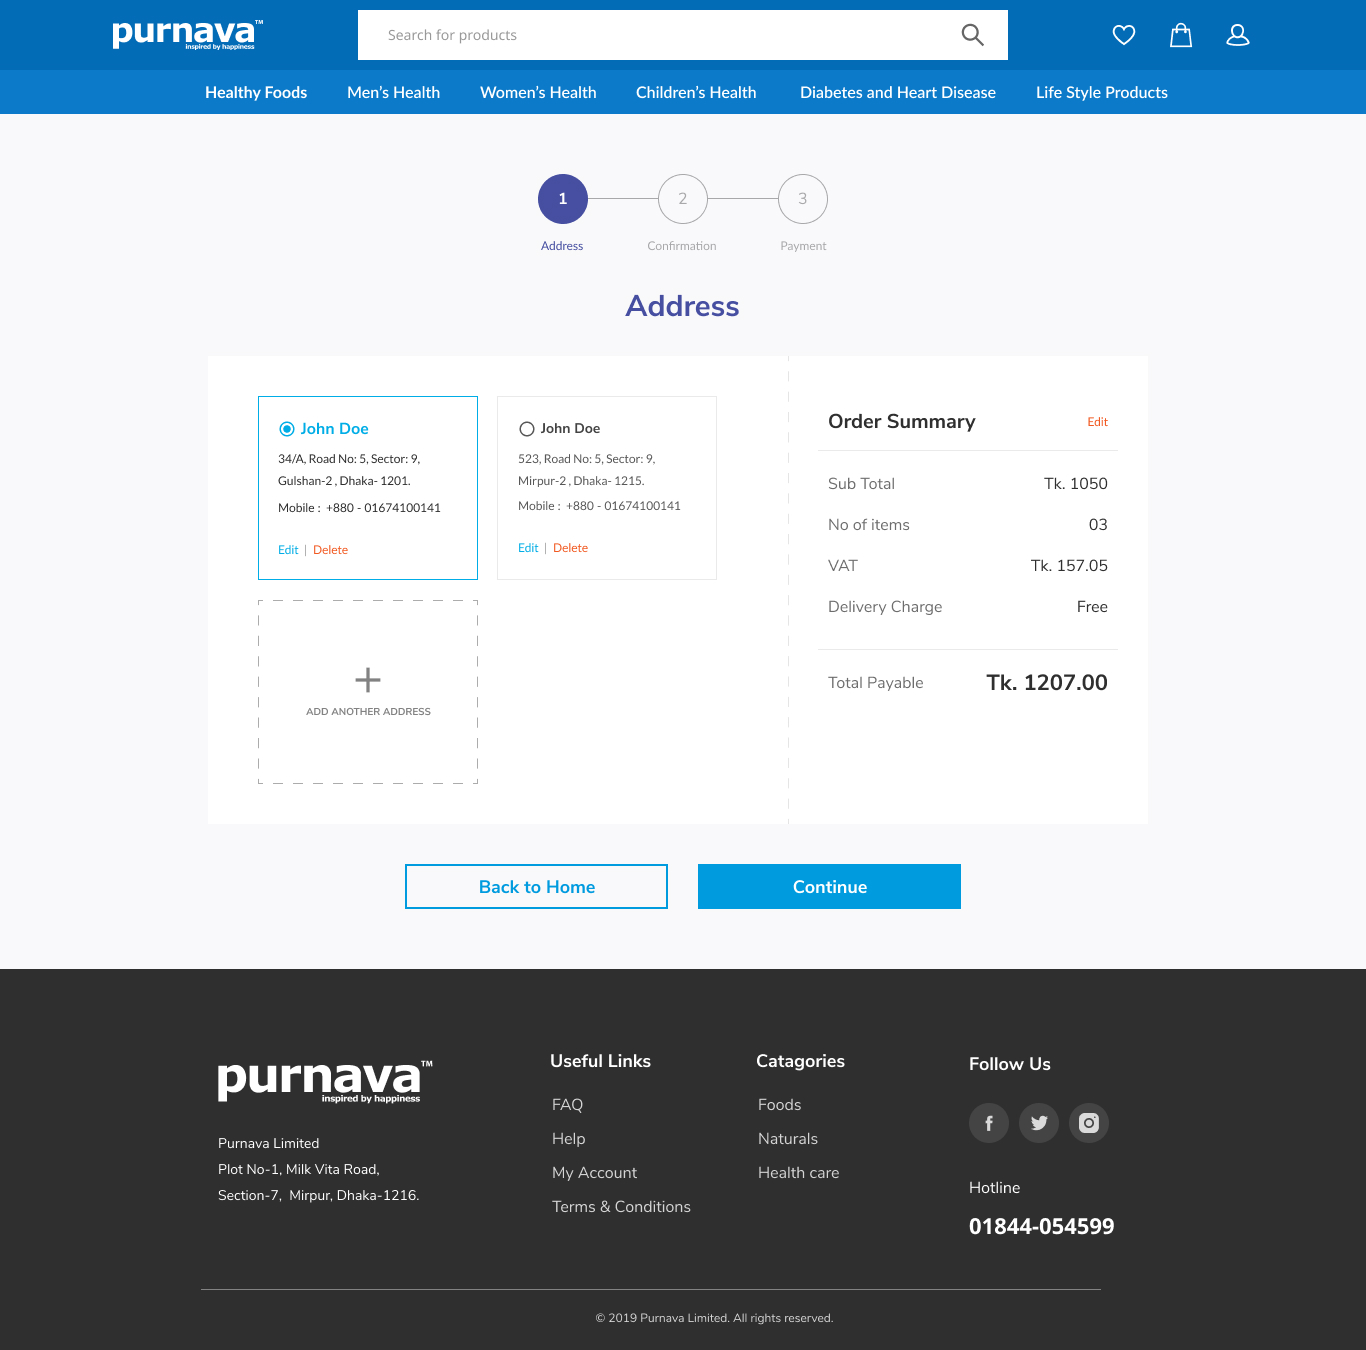 purnava™
inspired by happiness
Search for products
Healthy Foods
Men’s Health
Women’s Health
Children’s Health
Diabetes and Heart Disease
Life Style Products
1
2
3
Address
Confirmation
Payment
Address
John Doe
34/A, Road No: 5, Sector: 9,
Gulshan-2 , Dhaka- 1201.
Mobile : +880 - 01674100141
Edit | Delete
John Doe
523, Road No: 5, Sector: 9,
Mirpur-2 , Dhaka- 1215.
Mobile : +880 - 01674100141
Edit | Delete
ADD ANOTHER ADDRESS
Order Summary Edit
Sub Total Tk. 1050
No of items 03
VAT Tk. 157.05
Delivery Charge Free
Total Payable Tk. 1207.00
Back to Home
Continue
purnava™
inspired by happiness
Purnava Limited
Plot No-1, Milk Vita Road,
Section-7, Mirpur, Dhaka-1216.
Useful Links
FAQ
Help
My Account
Terms & Conditions
Catagories
Foods
Naturals
Health care
Follow Us
Hotline
01844-054599
© 2019 Purnava Limited. All rights reserved.